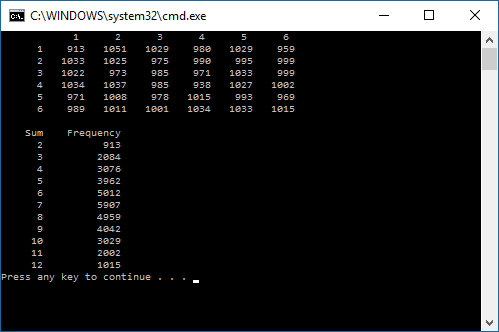 C:\WINDOWS\system32\cmd.exe
1 2 3 4 5 6
1 913 1051 1029 980 1029 959
2 1033 1025 975 990 995 999
3 1022 973 985 971 1033 999
4 1034 1037 985 938 1027 1002
5 971 1008 978 1015 993 969
6 989 1011 1001 1034 1033 1015
Sum Frequency
2 913
3 2084
4 3076
5 3962
6 5012
7 5907
8 4959
9 4042
10 3029
11 2002
12 1015
Press any key to continue . . .